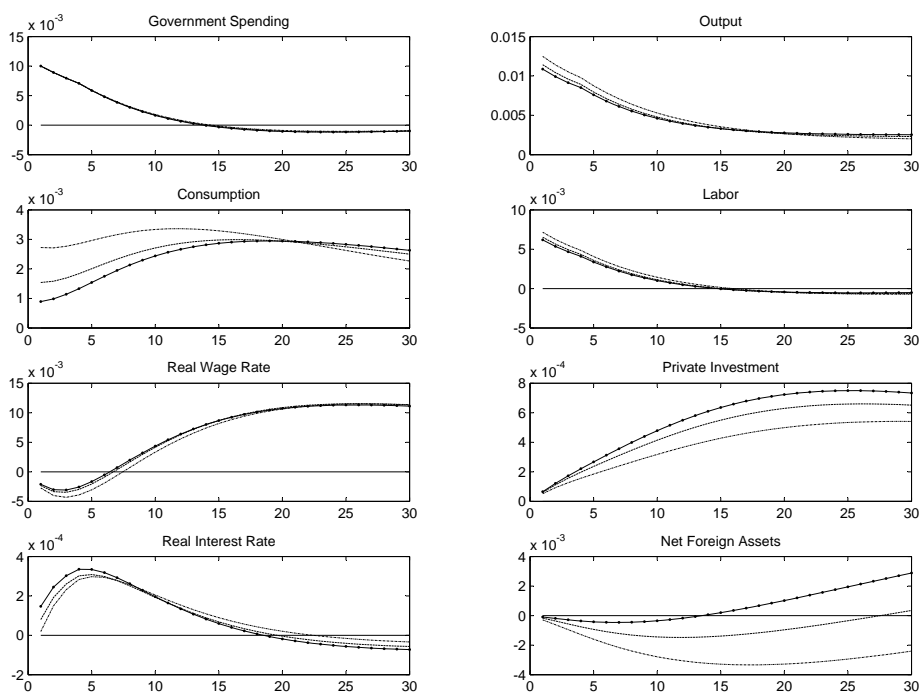 Government Spending
x 10-3
15
10
5
0
-5
0 5 10 15 20 25 30
Output
0.015
0.01
0.005
0
0 5 10 15 20 25 30
Consumption
x 10-3
4
3
2
1
0
0 5 10 15 20 25 30
Labor
x 10-3
10
5
0
-5
0 5 10 15 20 25 30
Real Wage Rate
x 10-3
15
10
5
0
-5
0 5 10 15 20 25 30
Private Investment
x 10-4
8
6
4
2
0
0 5 10 15 20 25 30
Real Interest Rate
x 10-4
4
2
0
-2
0 5 10 15 20 25 30
Net Foreign Assets
x 10-3
4
2
0
-2
-4
0 5 10 15 20 25 30